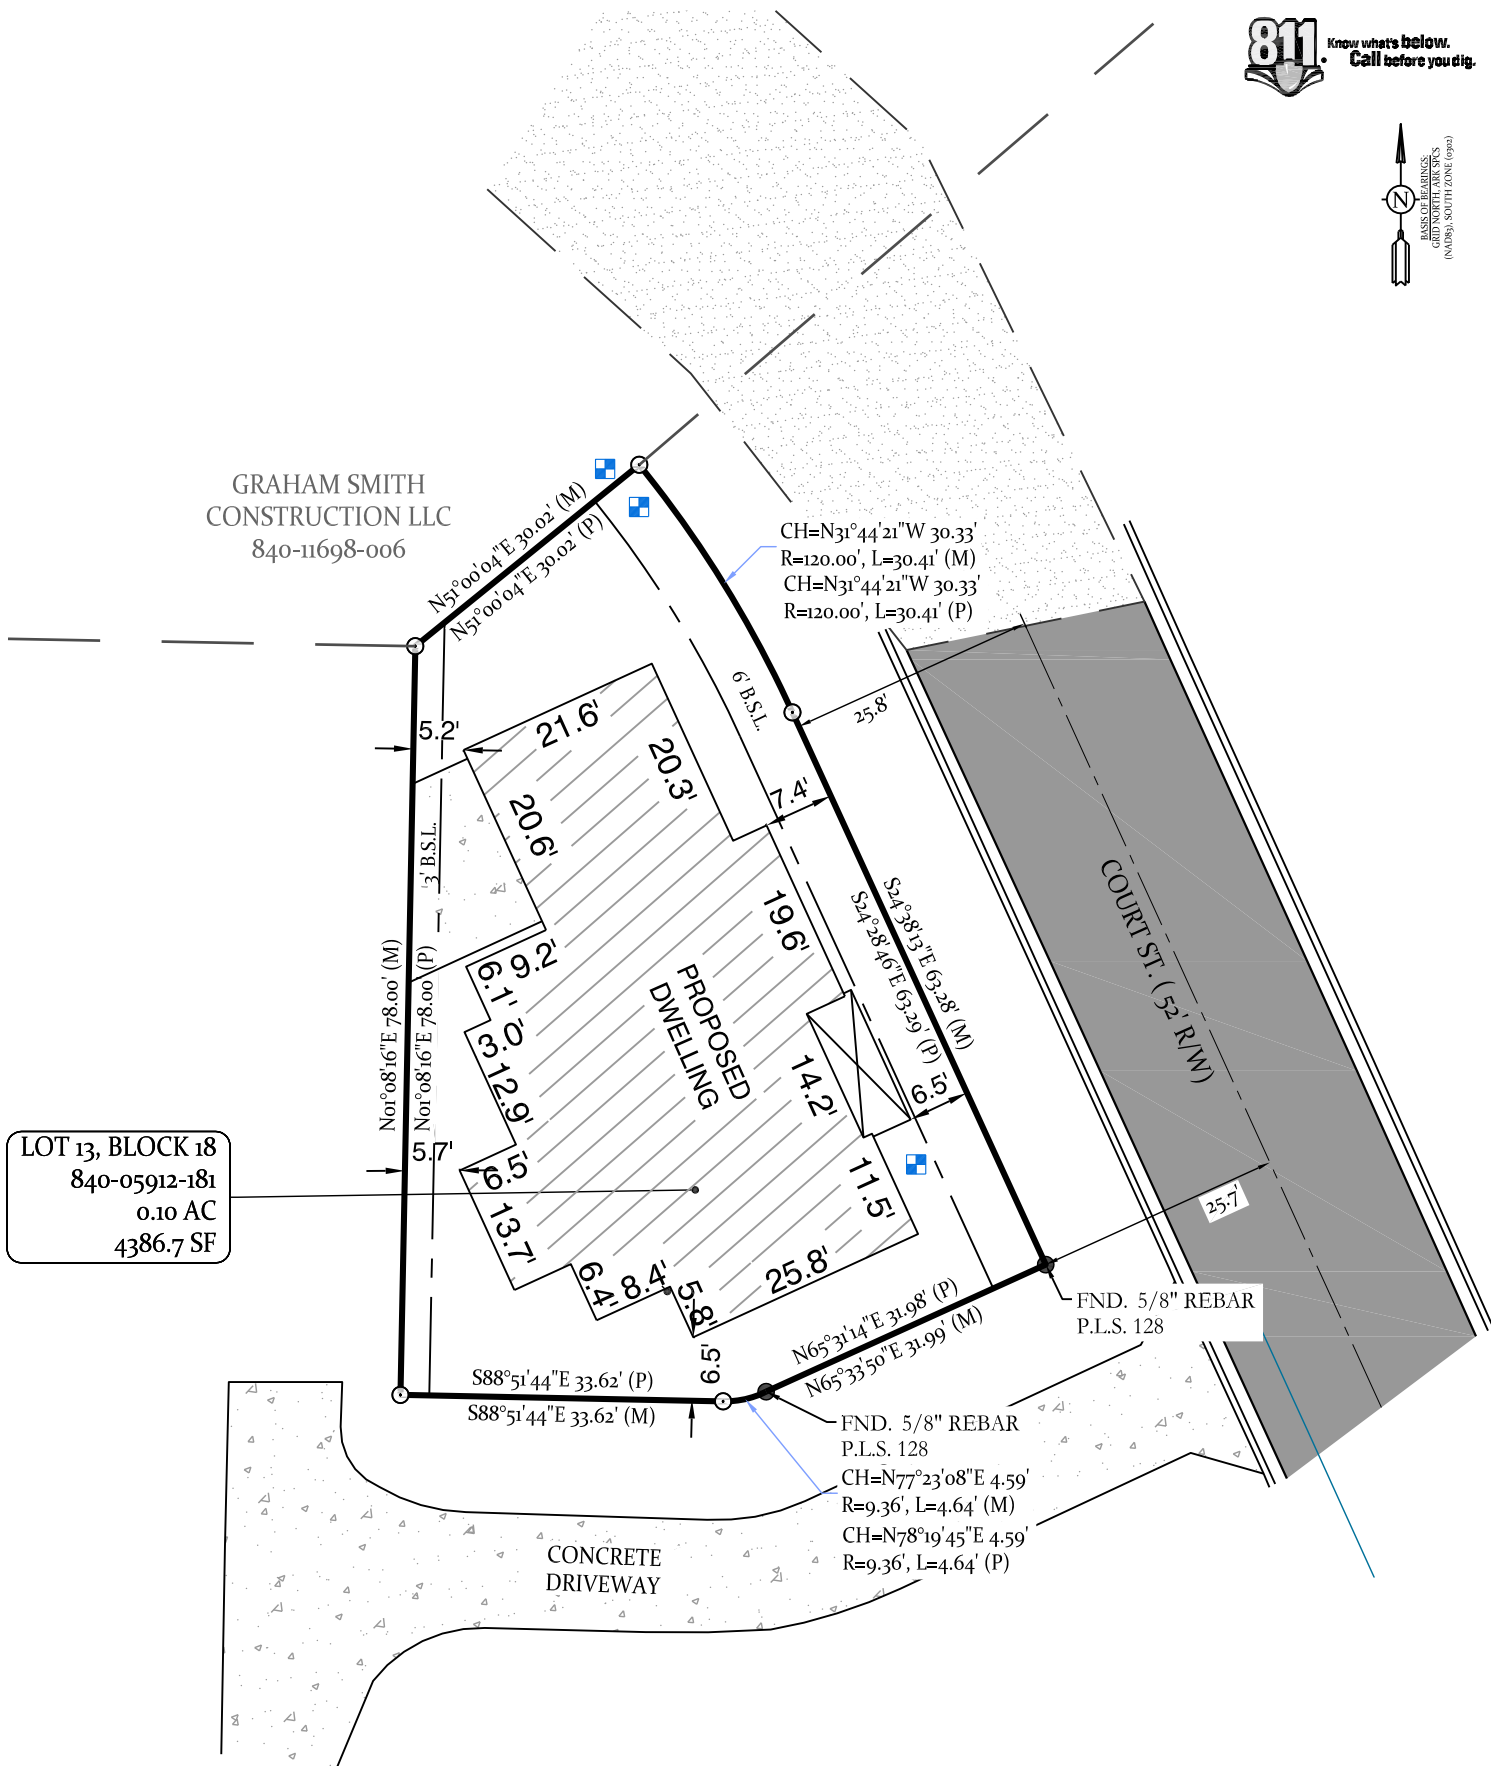 811.
Know what's below.
Call before you dig.
N
BASIS OF BEARINGS:
GRID NORTH, ARK SPCS
(NAD83), SOUTH ZONE (0302)
GRAHAM SMITH
CONSTRUCTION LLC
840-11698-006
N51°00'04"E 30.02' (M)
N51°00'04"E 30.02' (P)
CH=N31°44'21"W 30.33'
R=120.00', L=30.41' (M)
CH=N31°44'21"W 30.33'
R=120.00', L=30.41' (P)
6' B.S.L.
25.8'
5.2'
21.6'
20.3'
7.4'
20.6'
3' B.S.L.
19.6'
S24°38'13"E 63.28' (M)
S24°28'46"E 63.29' (P)
COURT ST. ( 52' R/W)
9.2'
6.1'
3.0'
12.9'
PROPOSED
DWELLING
14.2'
6.5'
N01°08'16"E 78.00' (M)
N01°08'16"E 78.00' (P)
5.7'
6.5'
13.7'
11.5'
25.7'
LOT 13, BLOCK 18
840-05912-181
0.10 AC
4386.7 SF
6.4'
8.4'
5.8'
25.8'
6.5'
N65°31'14"E 31.98' (P)
N65°33'50"E 31.99' (M)
FND. 5/8" REBAR
P.L.S. 128
S88°51'44"E 33.62' (P)
S88°51'44"E 33.62' (M)
FND. 5/8" REBAR
P.L.S. 128
CH=N77°23'08"E 4.59'
R=9.36', L=4.64' (M)
CH=N78°19'45"E 4.59'
R=9.36', L=4.64' (P)
CONCRETE
DRIVEWAY